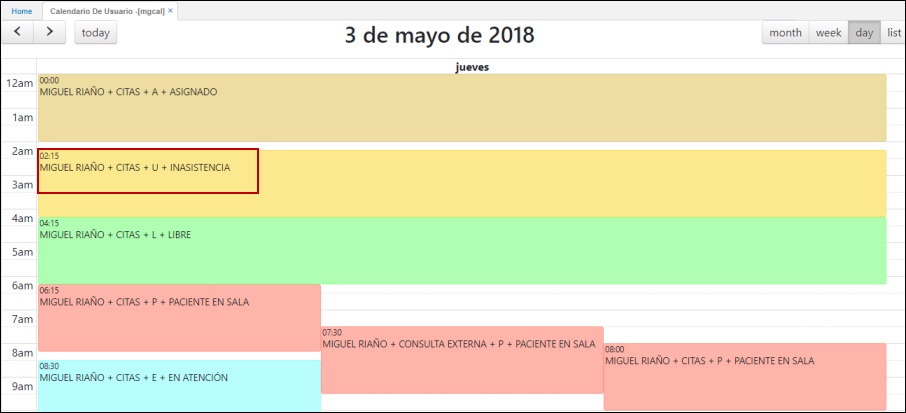 Home
Calendario De Usuario -[mgcal] ×
today
3 de mayo de 2018
month week day list
jueves
12am
00:00
MIGUEL RIAÑO + CITAS + A + ASIGNADO
1am
2am
02:15
MIGUEL RIAÑO + CITAS + U + INASISTENCIA
3am
4am
04:15
MIGUEL RIAÑO + CITAS + L + LIBRE
5am
6am
06:15
MIGUEL RIAÑO + CITAS + P + PACIENTE EN SALA
7am
07:30
MIGUEL RIAÑO + CONSULTA EXTERNA + P + PACIENTE EN SALA
8am
08:00
MIGUEL RIAÑO + CITAS + P + PACIENTE EN SALA
08:30
MIGUEL RIAÑO + CITAS + E + EN ATENCIÓN
9am